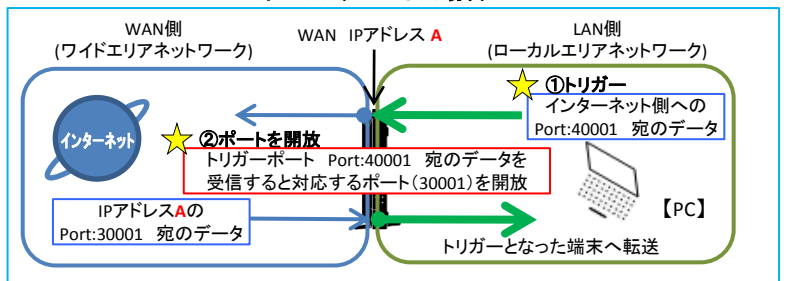 WAN側
(ワイドエリアネットワーク)
WAN IPアドレス A
LAN側
(ローカルエリアネットワーク)
①トリガー
インターネット側への
Port:40001 宛のデータ
インターネット
②ポートを開放
トリガーポート Port:40001 宛のデータを
受信すると対応するポート(30001)を開放
IPアドレスAの
Port:30001 宛のデータ
【PC】
トリガーとなった端末へ転送